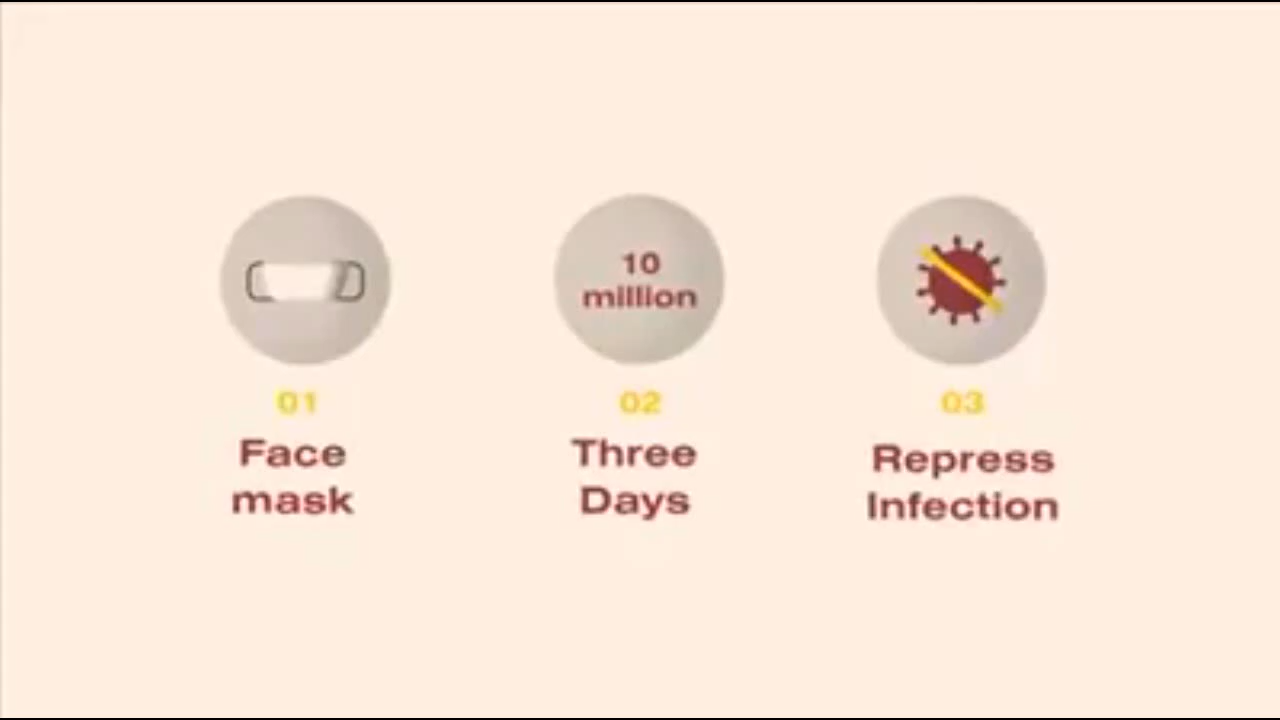 10
million
01
Face
mask
02
Three
Days
03
Repress
Infection